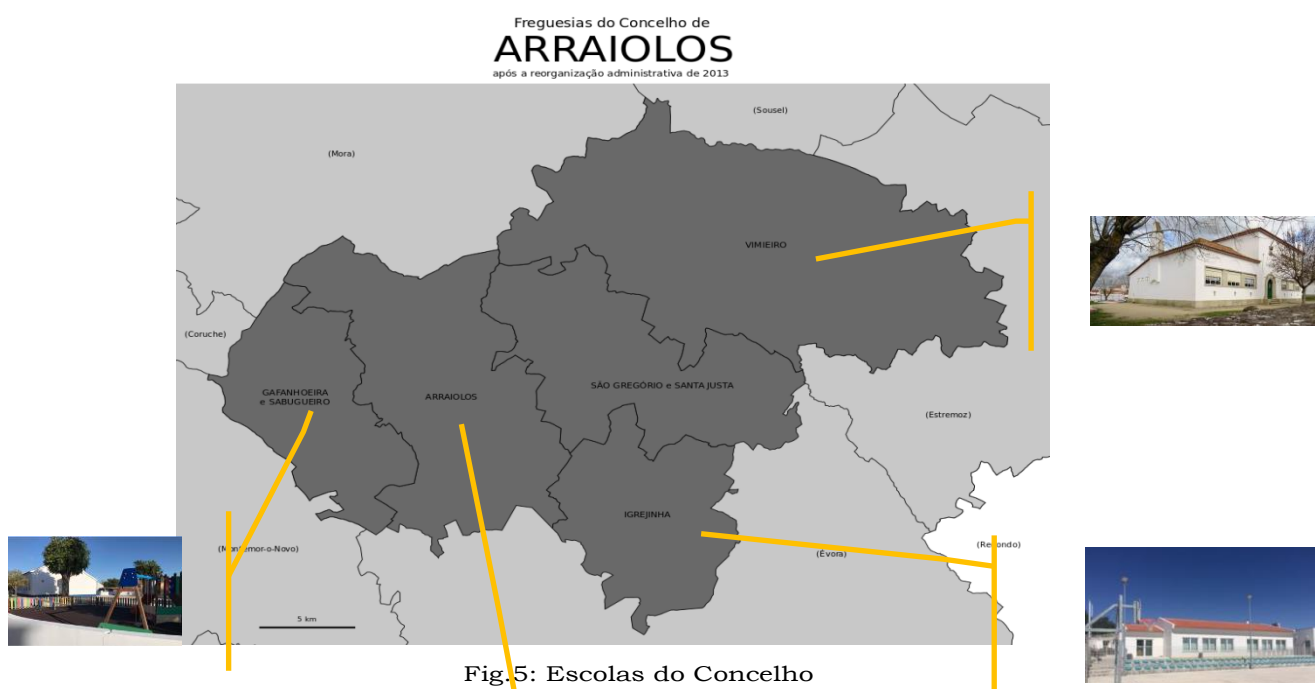 Freguesias do Concelho de
ARRAIOLOS
após a reorganização administrativa de 2013
(Sousel)
(Mora)
VIMIEIRO
(Coruche)
GAFANHOEIRA
e SABUGUEIRO
ARRAIOLOS
SÃO GREGÓRIO e SANTA JUSTA
(Estremoz)
IGREJINHA
(Montemor-o-Novo)
(Évora)
(Redondo)
5 km
Fig.5: Escolas do Concelho